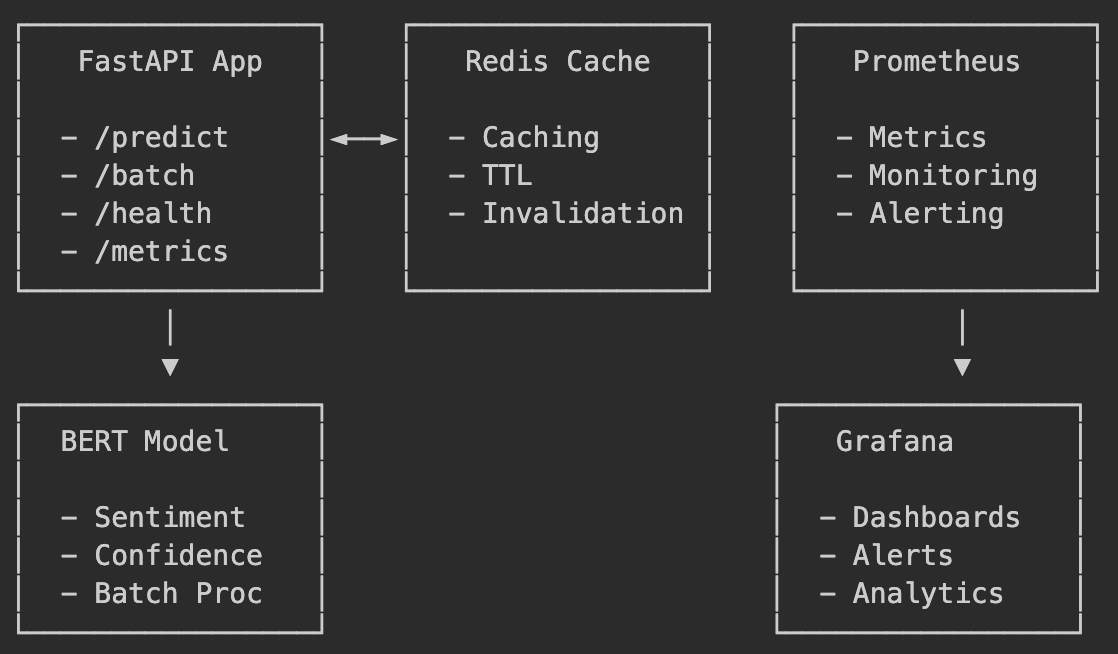 FastAPI App
- /predict
- /batch
- /health
- /metrics
Redis Cache
- Caching
- TTL
- Invalidation
Prometheus
- Metrics
- Monitoring
- Alerting
BERT Model
- Sentiment
- Confidence
- Batch Proc
Grafana
- Dashboards
- Alerts
- Analytics